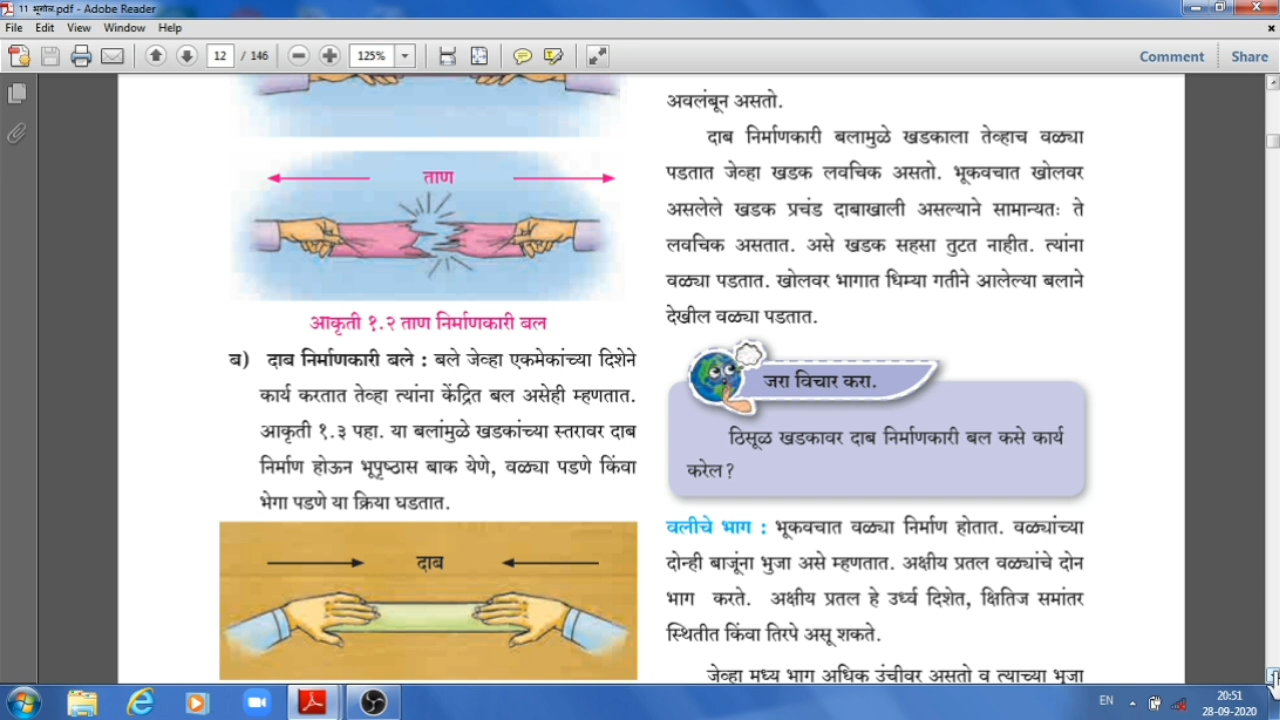 11 भूगोल.pdf - Adobe Reader
File Edit View Window Help
12 / 146 125% Comment Share
ताण
आकृती १.२ ताण निर्माणकारी बल
ब) दाब निर्माणकारी बले : बले जेव्हा एकमेकांच्या दिशेने
कार्य करतात तेव्हा त्यांना केंद्रित बल असेही म्हणतात.
आकृती १.३ पहा. या बलांमुळे खडकांच्या स्तरावर दाब
निर्माण होऊन भूपृष्ठास बाक येणे, वळ्या पडणे किंवा
भेगा पडणे या क्रिया घडतात.
दाब
अवलंबून असतो.
दाब निर्माणकारी बलामुळे खडकाला तेव्हाच वळ्या
पडतात जेव्हा खडक लवचिक असतो. भूकवचात खोलवर
असलेले खडक प्रचंड दाबाखाली असल्याने सामान्यतः ते
लवचिक असतात. असे खडक सहसा तुटत नाहीत. त्यांना
वळ्या पडतात. खोलवर भागात धिम्या गतीने आलेल्या बलाने
देखील वळ्या पडतात.
जरा विचार करा.
ठिसूळ खडकावर दाब निर्माणकारी बल कसे कार्य
करेल ?
वलीचे भाग : भूकवचात वळ्या निर्माण होतात. वळ्यांच्या
दोन्ही बाजूंना भुजा असे म्हणतात. अक्षीय प्रतल वळ्यांचे दोन
भाग करते. अक्षीय प्रतल हे उर्ध्व दिशेत, क्षितिज समांतर
स्थितीत किंवा तिरपे असू शकते.
जेव्हा मध्य भाग अधिक उंचीवर असतो व त्याच्या भुजा
EN 20:51
28-09-2020